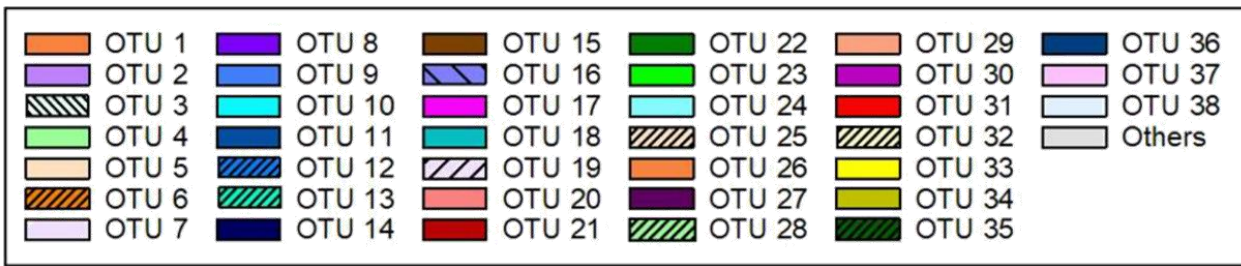 OTU 1 OTU 8 OTU 15 OTU 22 OTU 29 OTU 36
OTU 2 OTU 9 OTU 16 OTU 23 OTU 30 OTU 37
OTU 3 OTU 10 OTU 17 OTU 24 OTU 31 OTU 38
OTU 4 OTU 11 OTU 18 OTU 25 OTU 32 Others
OTU 5 OTU 12 OTU 19 OTU 26 OTU 33
OTU 6 OTU 13 OTU 20 OTU 27 OTU 34
OTU 7 OTU 14 OTU 21 OTU 28 OTU 35